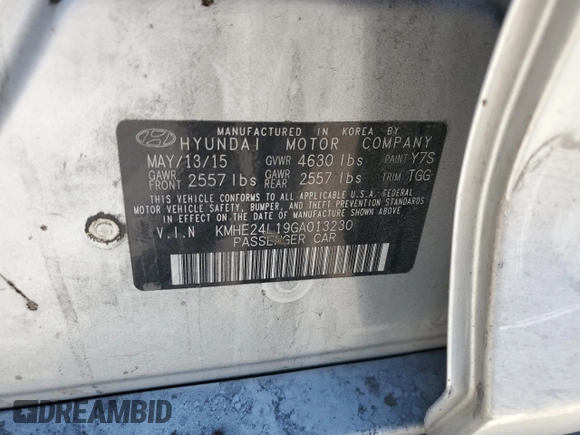 MANUFACTURED IN KOREA BY
HYUNDAI MOTOR COMPANY
MAY/13/15 GVWR 4630 lbs PAINT Y7S
GAWR FRONT 2557 lbs GAWR REAR 2557 lbs TRIM TGG
THIS VEHICLE CONFORMS TO ALL APPLICABLE U.S.A. FEDERAL
MOTOR VEHICLE SAFETY, BUMPER, AND THEFT PREVENTION STANDARDS
IN EFFECT ON THE DATE OF MANUFACTURE SHOWN ABOVE.
V.I.N KMHE24L19GA013230
PASSENGER CAR
DREAMBID